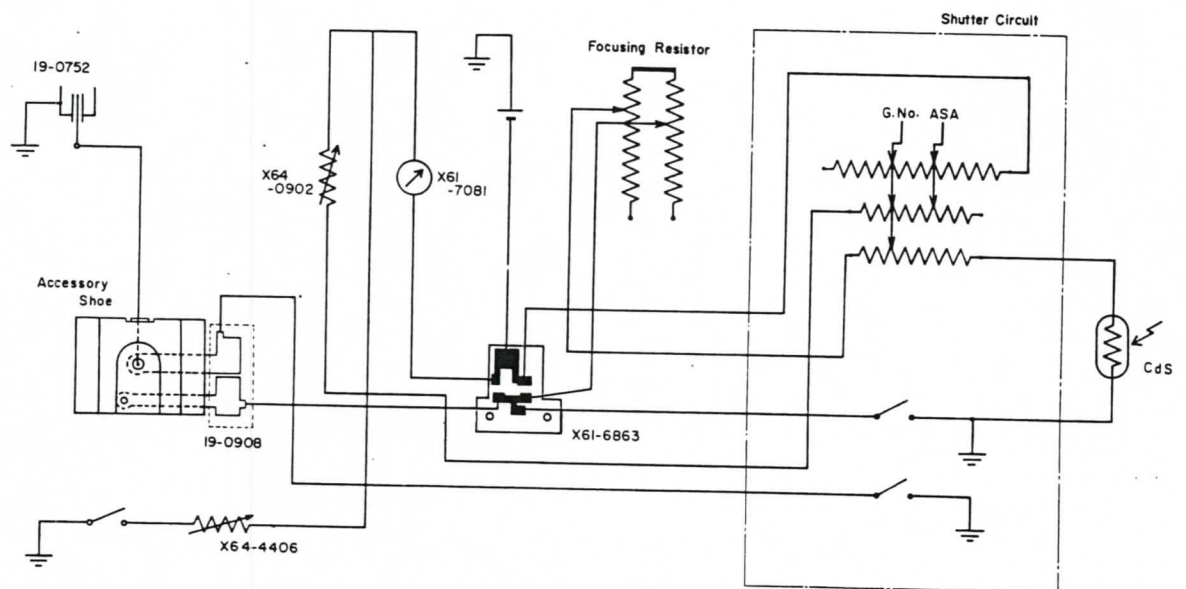 Shutter Circuit
Focusing Resistor
19-0752
G.No. ASA
X64
-0902
X61
-7081
Accessory
Shoe
CdS
X61-6863
19-0908
X64-4406